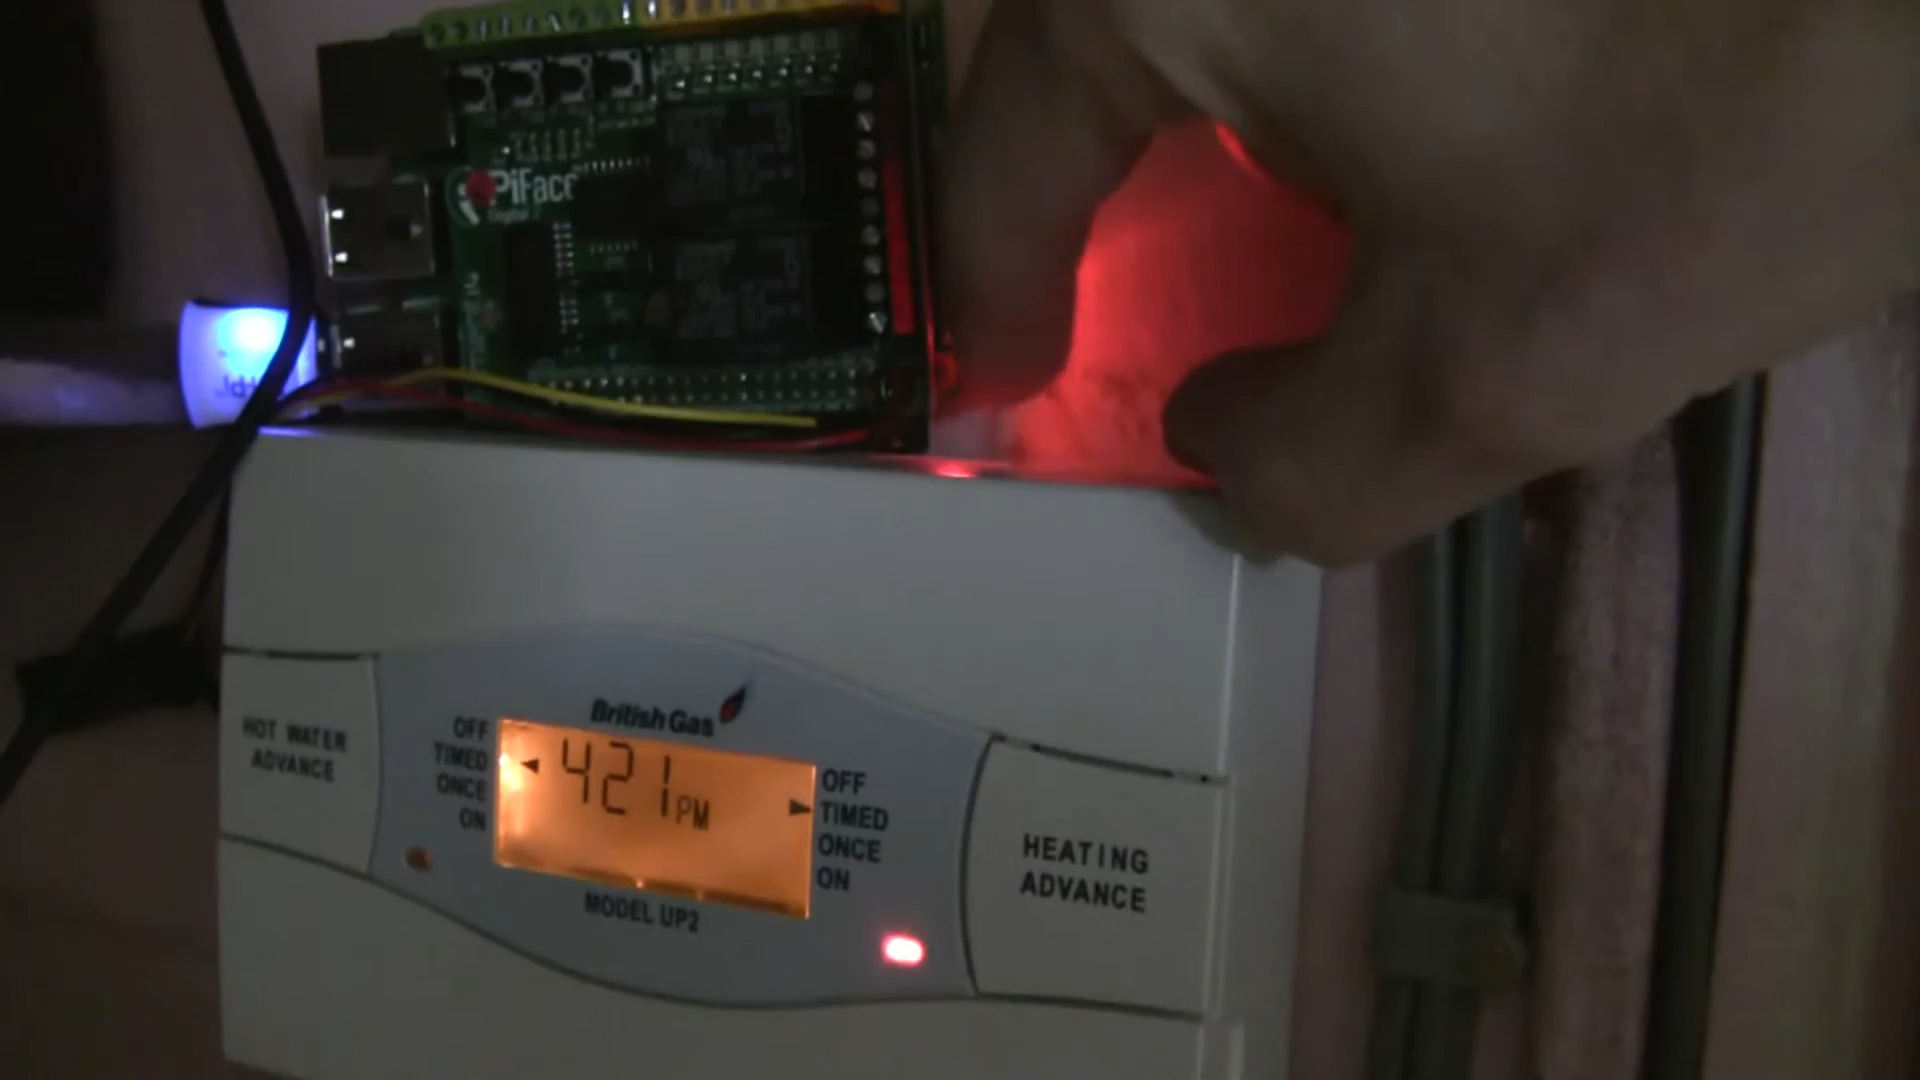 PiFace
Digital
British Gas
HOT WATER
ADVANCE
OFF
TIMED
ONCE
ON
421 PM
OFF
TIMED
ONCE
ON
HEATING
ADVANCE
MODEL UP2